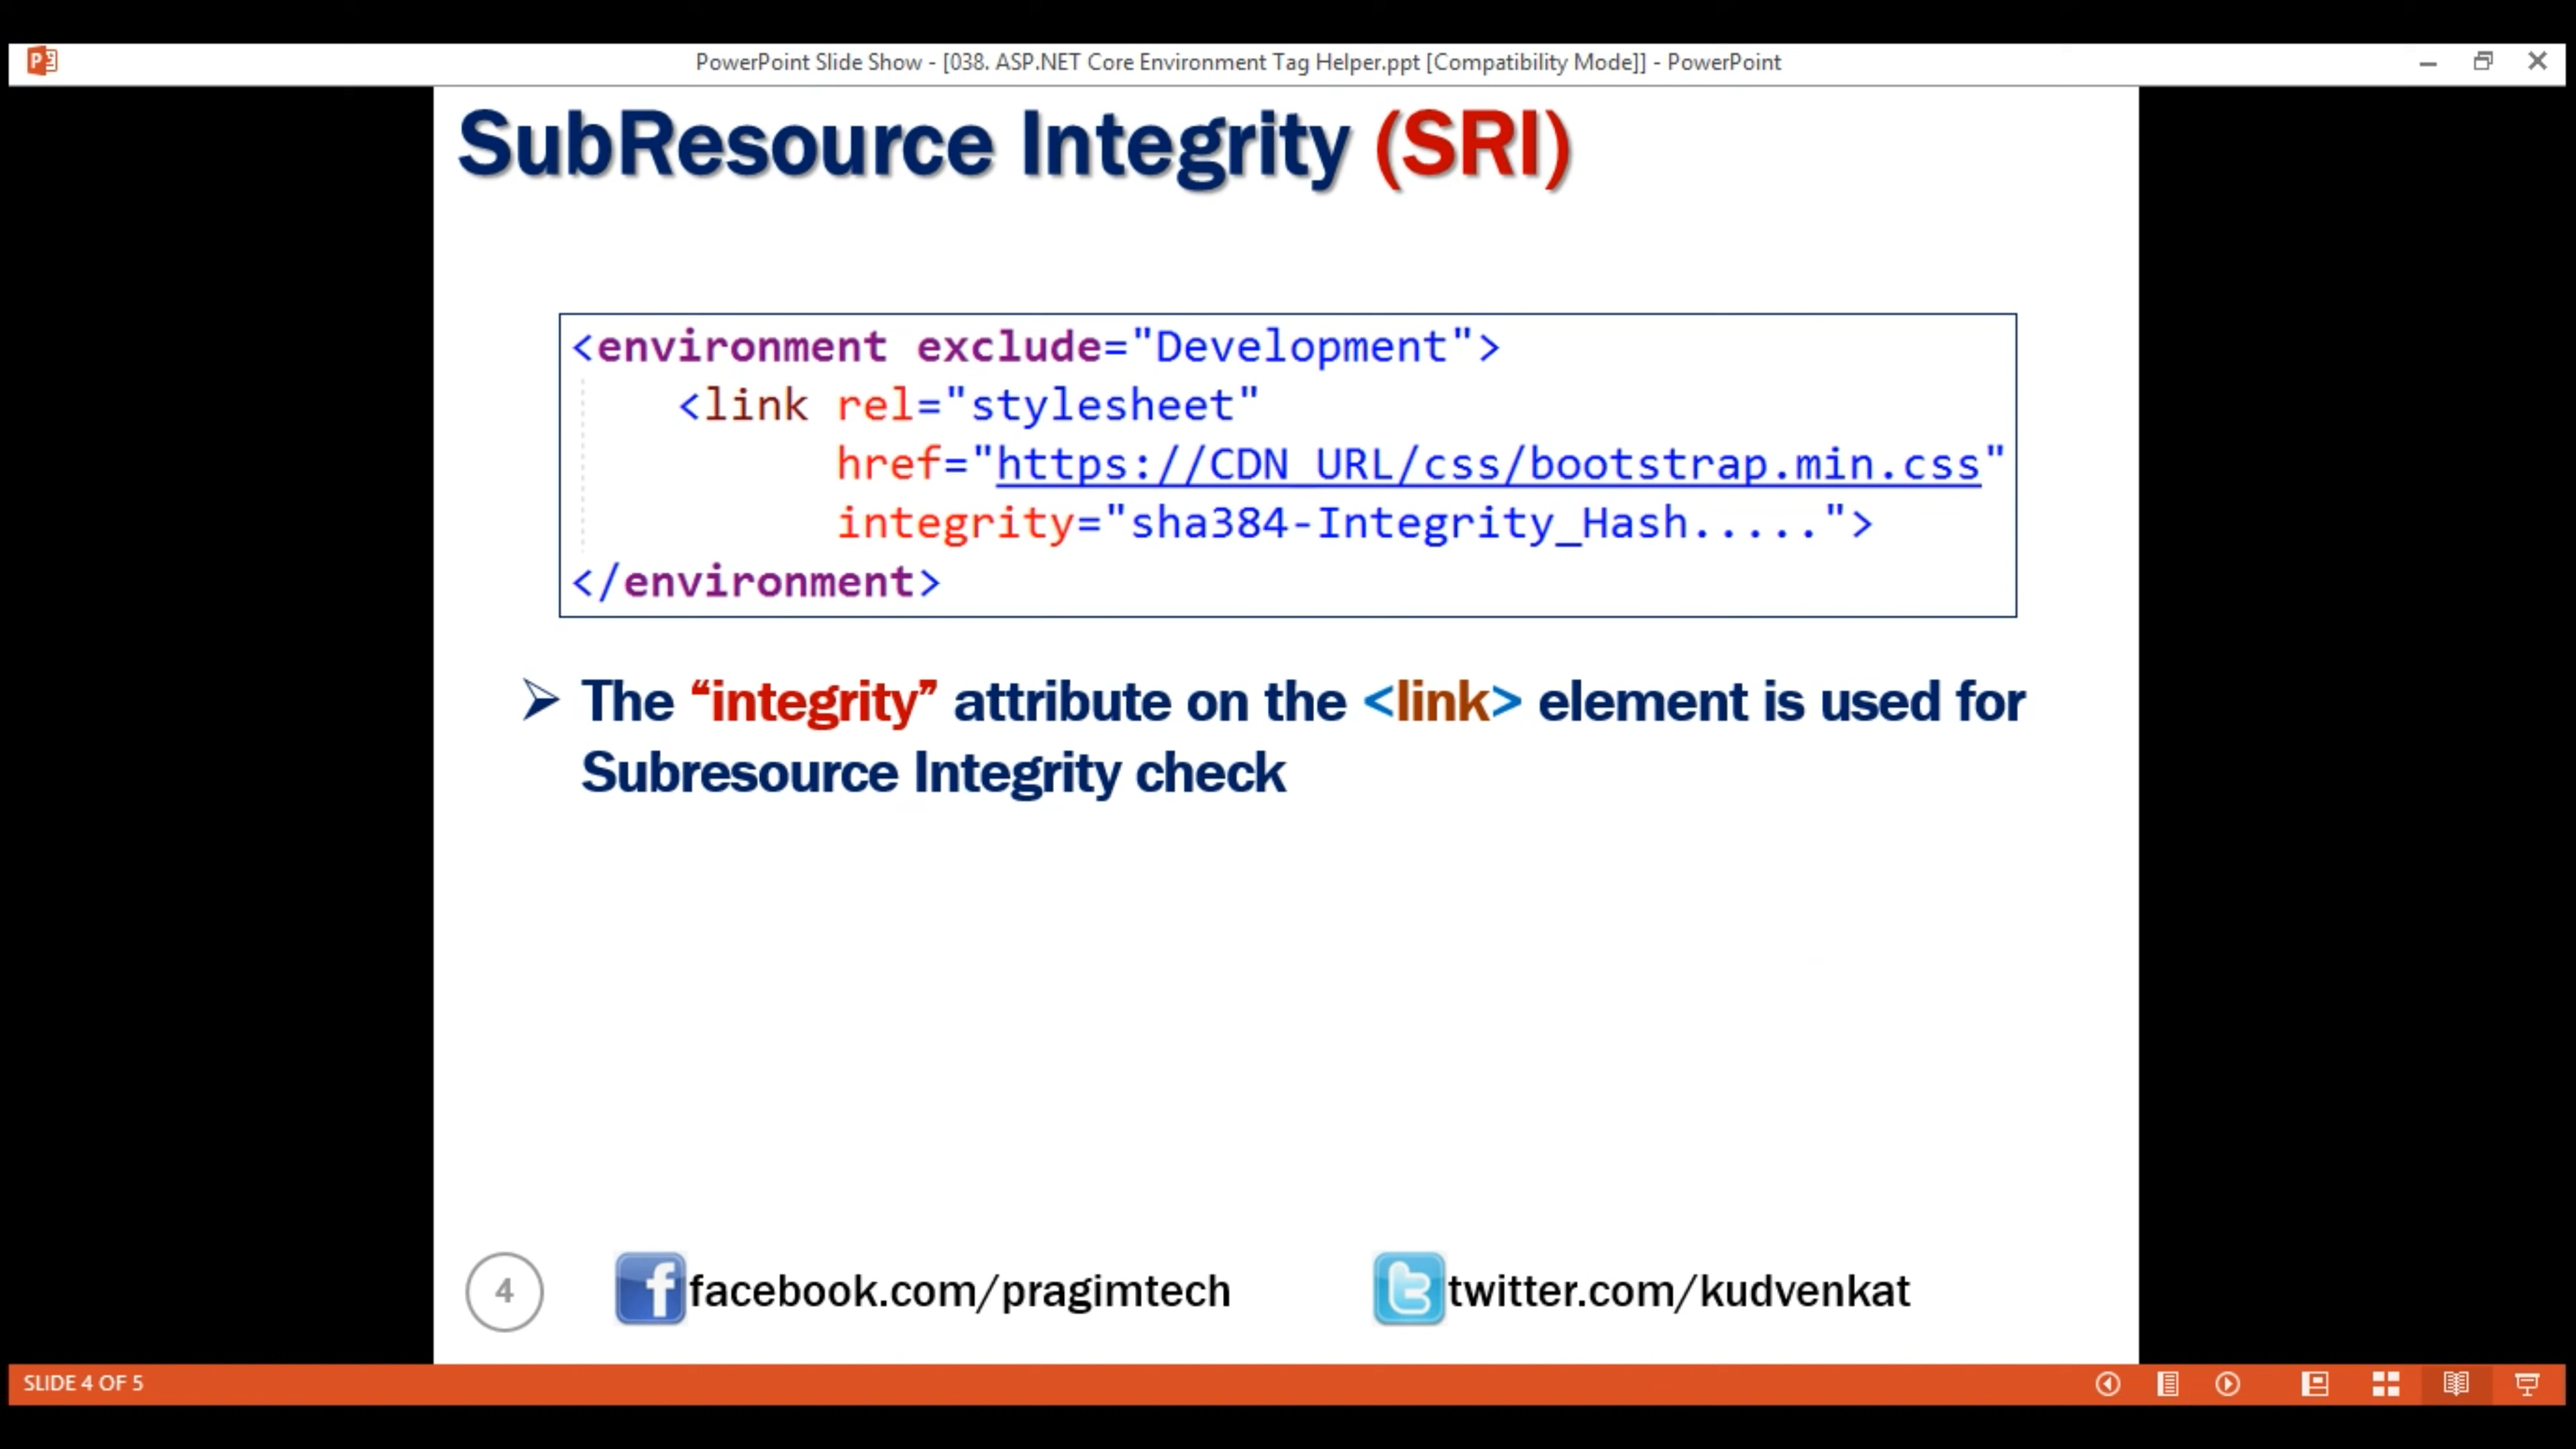 PowerPoint Slide Show - [038. ASP.NET Core Environment Tag Helper.ppt [Compatibility Mode]] - PowerPoint
SubResource Integrity (SRI)
<environment exclude="Development">
<link rel="stylesheet"
href="https://CDN URL/css/bootstrap.min.css"
integrity="sha384-Integrity_Hash.....">
</environment>
The “integrity” attribute on the <link> element is used for
Subresource Integrity check
4
facebook.com/pragimtech
twitter.com/kudvenkat
SLIDE 4 OF 5